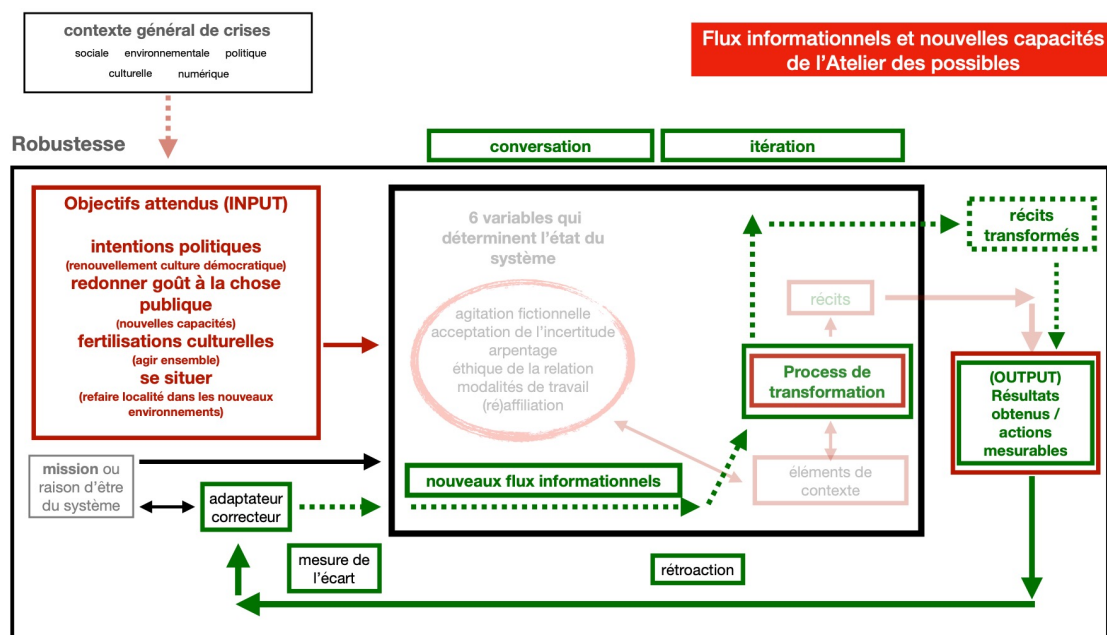 contexte général de crises
sociale environnementale politique
culturelle numérique
Flux informationnels et nouvelles capacités
de l'Atelier des possibles
Robustesse
conversation
itération
Objectifs attendus (INPUT)
intentions politiques
(renouvellement culture démocratique)
redonner goût à la chose
publique
(nouvelles capacités)
fertilisations culturelles
(agir ensemble)
se situer
(refaire localité dans les nouveaux
environnements)
6 variables qui
déterminent l'état du
système
agitation fictionnelle
acceptation de l'incertitude
arpentage
éthique de la relation
modalités de travail
(ré)affiliation
récits
transformés
récits
Process de
transformation
(OUTPUT)
Résultats
obtenus /
actions
mesurables
mission ou
raison d'être
du système
adaptateur
correcteur
nouveaux flux informationnels
éléments de
contexte
mesure de
l'écart
rétroaction